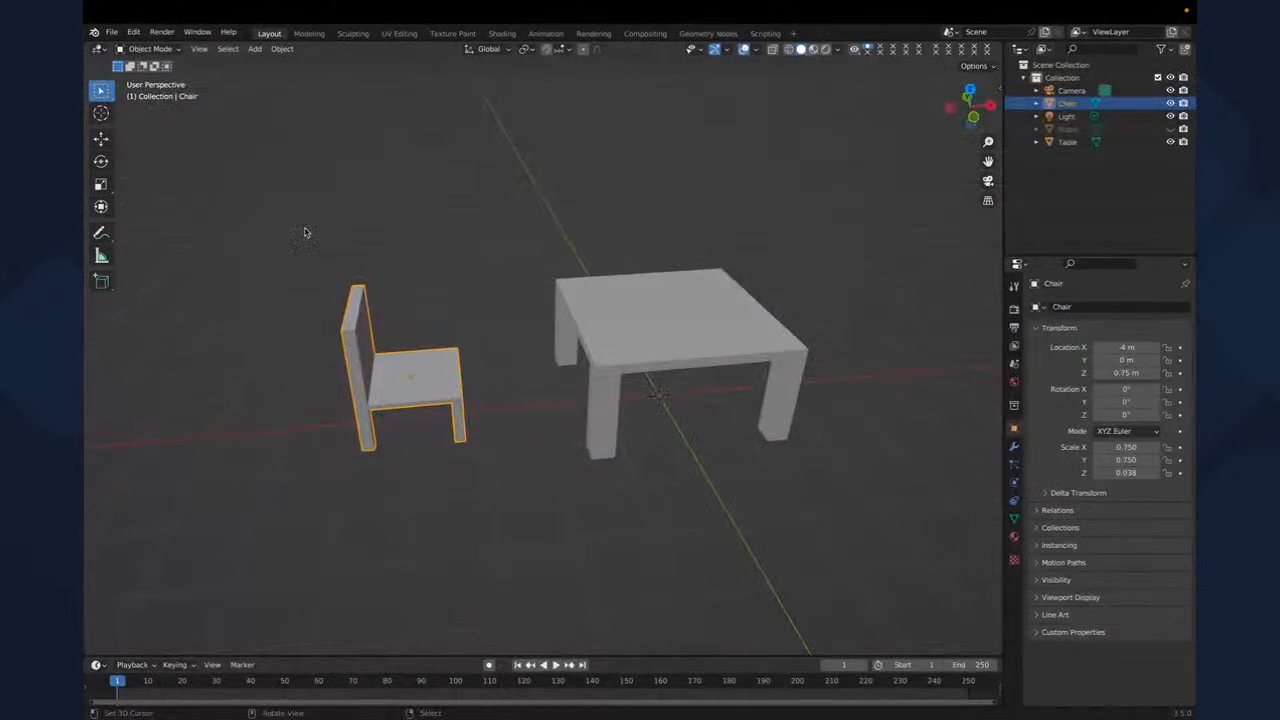 File Edit Render Window Help Layout Modeling Sculpting UV Editing Texture Paint Shading Animation Rendering Compositing Geometry Nodes Scripting + Scene ViewLayer
Object Mode View Select Add Object Global
Options
User Perspective
(1) Collection | Chair
Scene Collection
Collection
Camera
Chair
Light
Table
Chair
Chair
Transform
Location X -4 m
Y 0 m
Z 0.75 m
Rotation X 0°
Y 0°
Z 0°
Mode XYZ Euler
Scale X 0.750
Y 0.750
Z 0.038
Delta Transform
Relations
Collections
Instancing
Motion Paths
Visibility
Viewport Display
Line Art
Custom Properties
Playback Keying View Marker 1 Start 1 End 250
1 10 20 30 40 50 60 70 80 90 100 110 120 130 140 150 160 170 180 190 200 210 220 230 240 250
Set 3D Cursor Rotate View Select